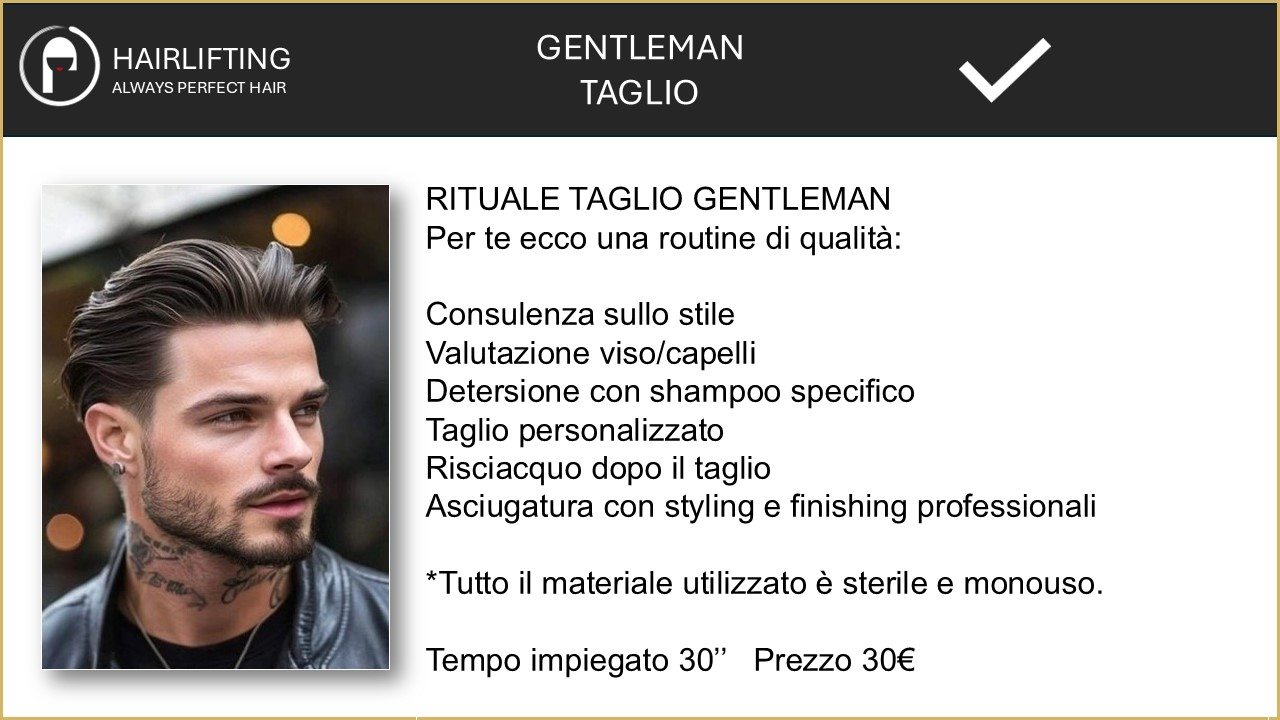 HAIRLIFTING
ALWAYS PERFECT HAIR
GENTLEMAN
TAGLIO
RITUALE TAGLIO GENTLEMAN
Per te ecco una routine di qualità:
Consulenza sullo stile
Valutazione viso/capelli
Detersione con shampoo specifico
Taglio personalizzato
Risciacquo dopo il taglio
Asciugatura con styling e finishing professionali
*Tutto il materiale utilizzato è sterile e monouso.
Tempo impiegato 30’’ Prezzo 30€